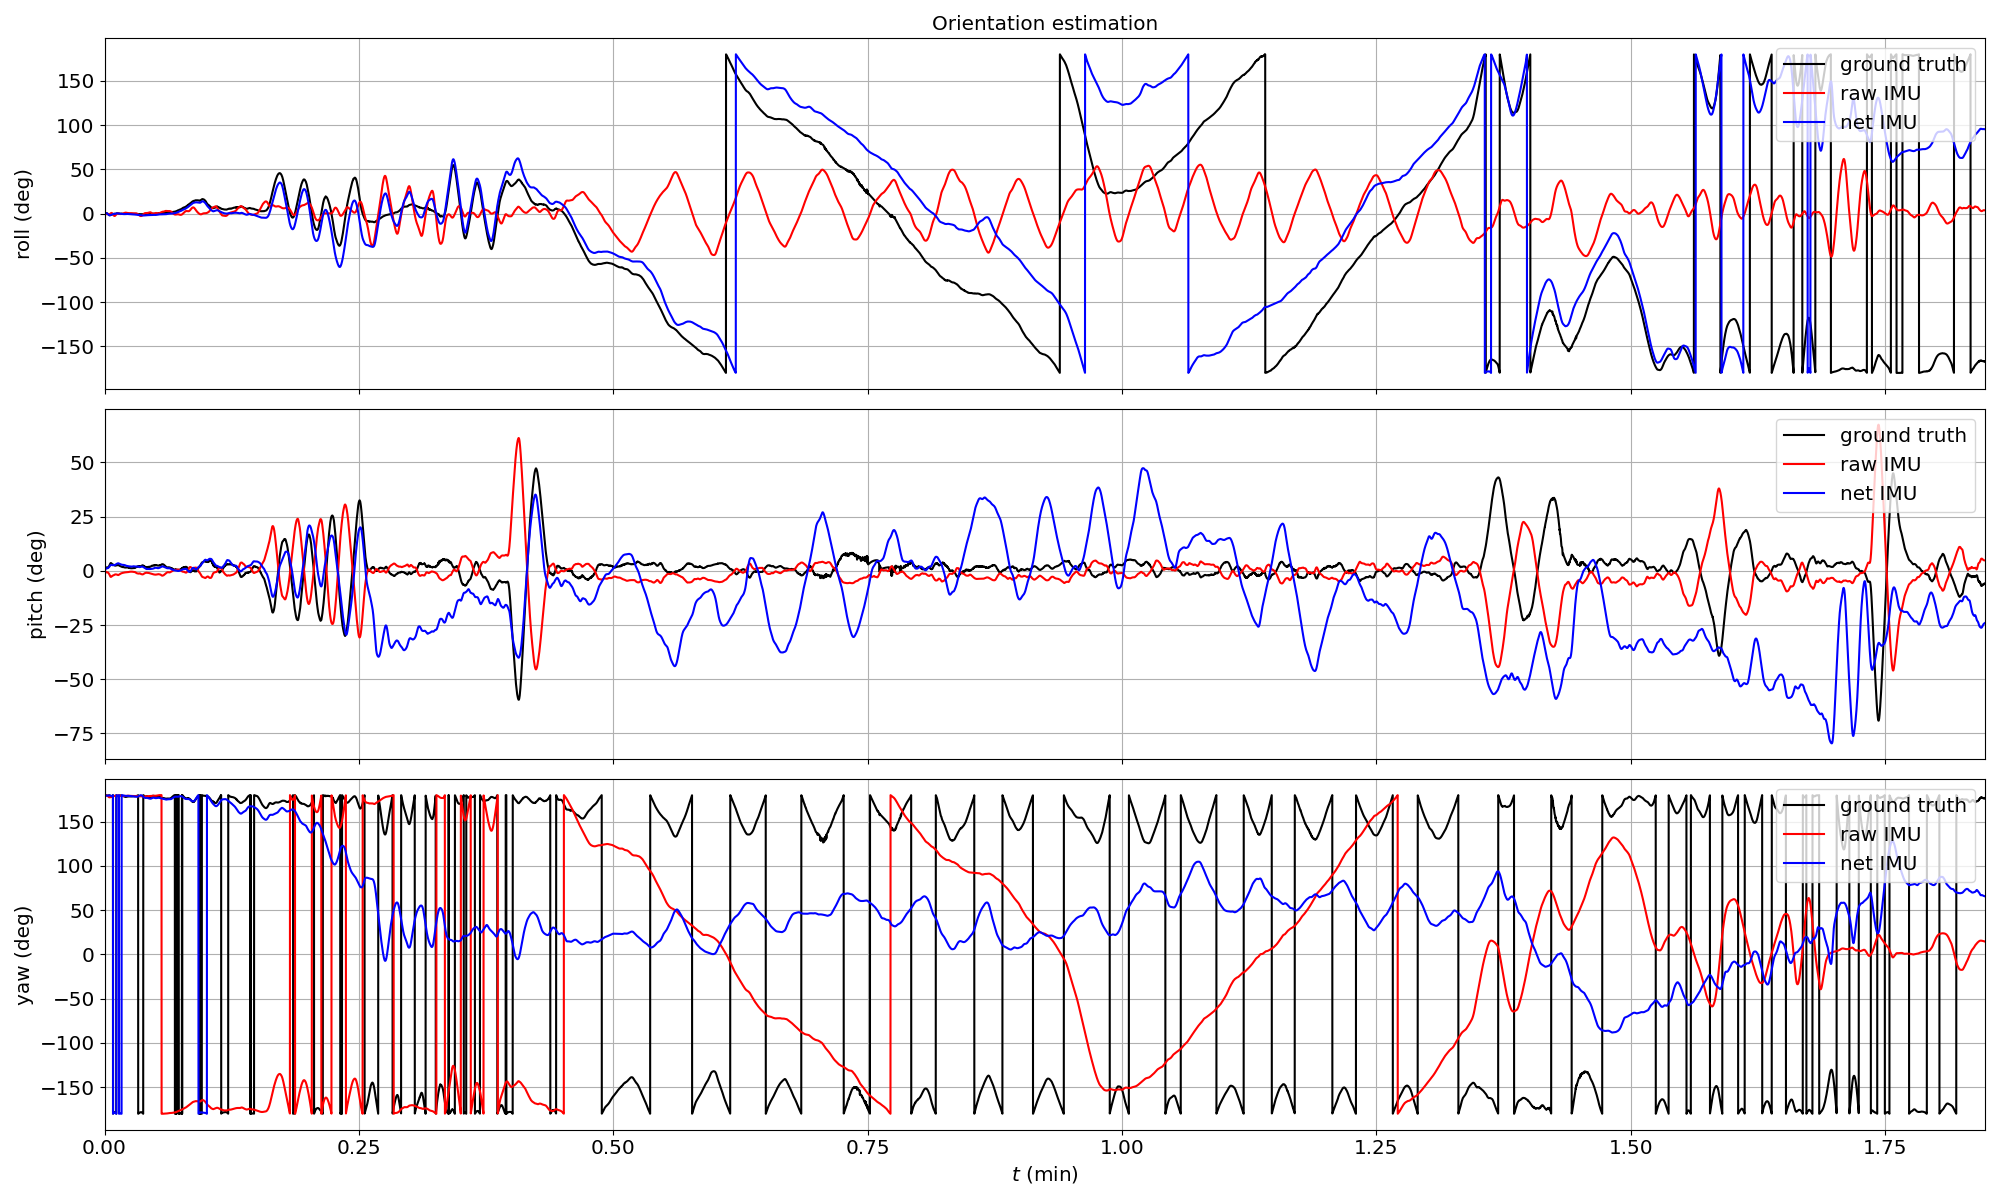 Orientation estimation
roll (deg)
150
100
50
0
−50
−100
−150
ground truth
raw IMU
net IMU
pitch (deg)
50
25
0
−25
−50
−75
ground truth
raw IMU
net IMU
yaw (deg)
150
100
50
0
−50
−100
−150
ground truth
raw IMU
net IMU
0.00 0.25 0.50 0.75 1.00 1.25 1.50 1.75
t (min)